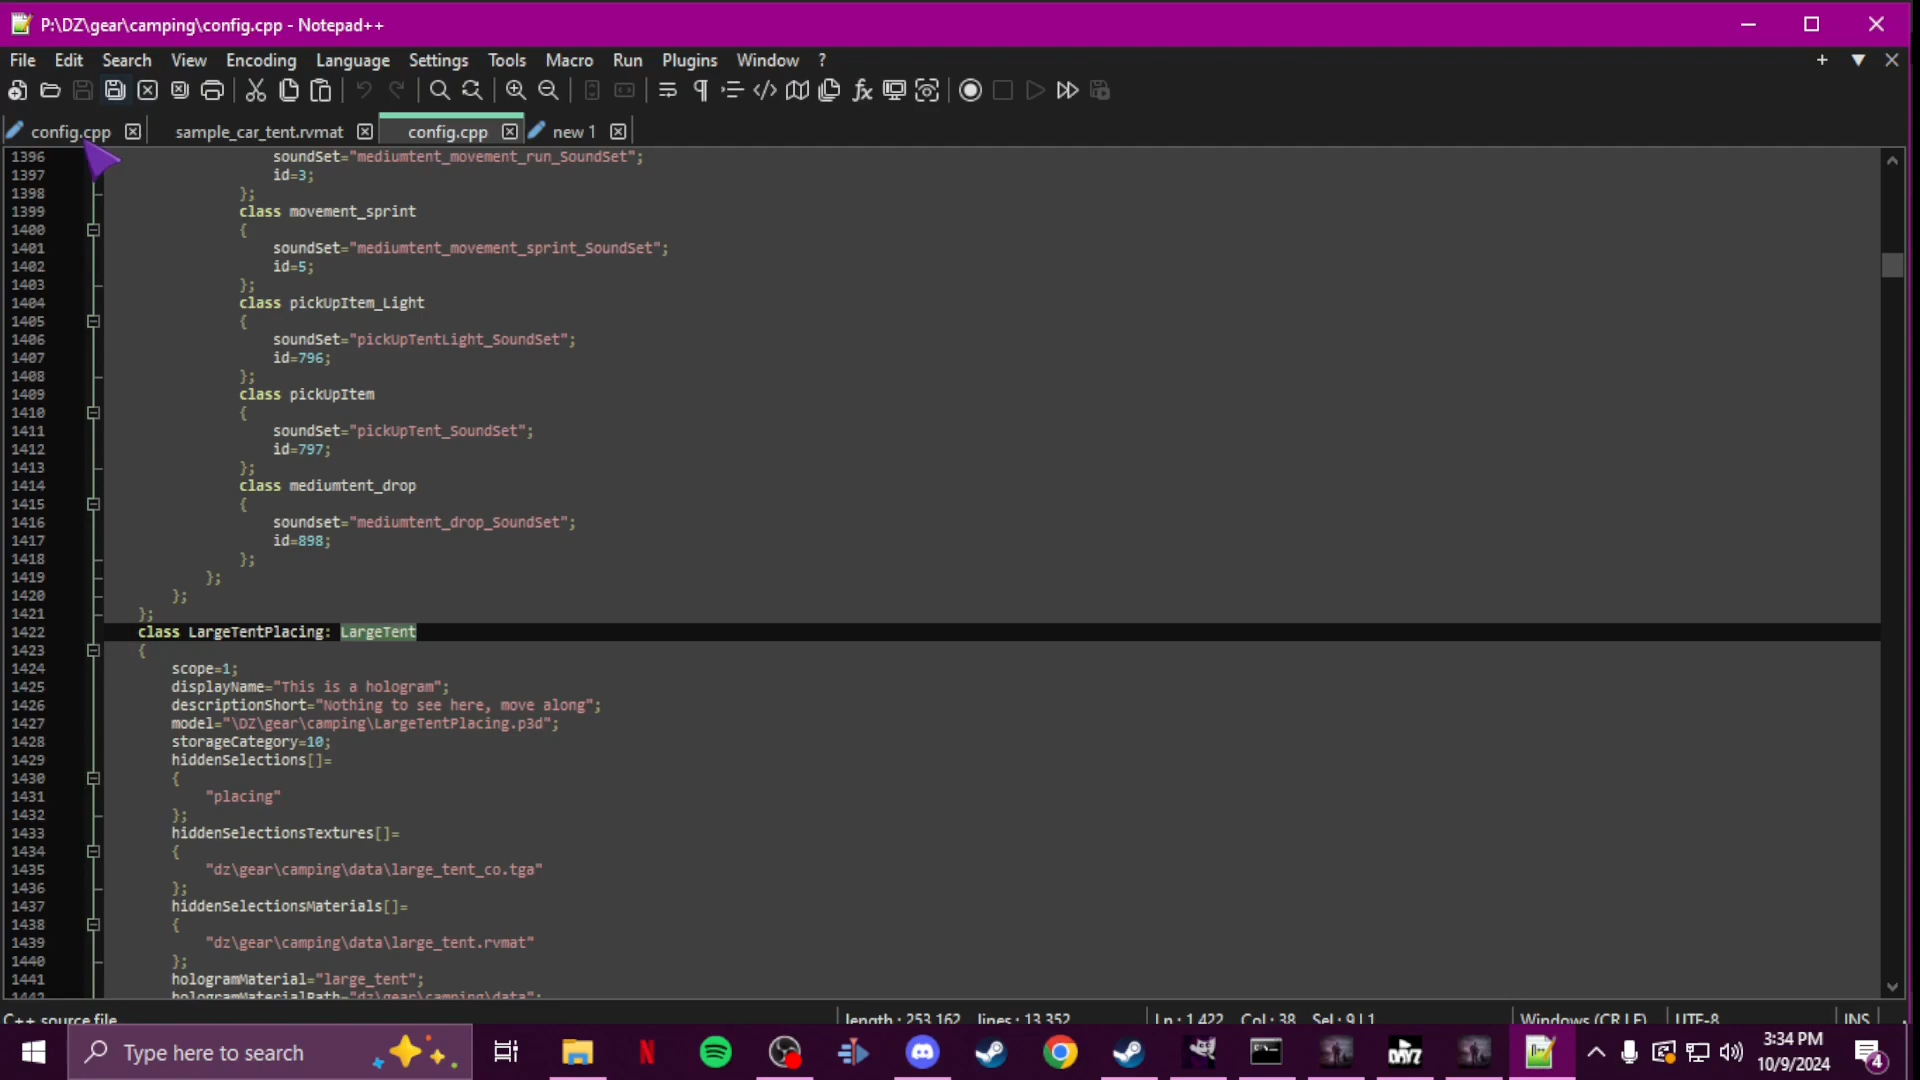 P:\DZ\gear\camping\config.cpp - Notepad++
File Edit Search View Encoding Language Settings Tools Macro Run Plugins Window ?
config.cpp sample_car_tent.rvmat config.cpp new 1
1396 soundSet="mediumtent_movement_run_SoundSet";
1397 id=3;
1398 };
1399 class movement_sprint
1400 {
1401 soundSet="mediumtent_movement_sprint_SoundSet";
1402 id=5;
1403 };
1404 class pickUpItem_Light
1405 {
1406 soundSet="pickUpTentLight_SoundSet";
1407 id=796;
1408 };
1409 class pickUpItem
1410 {
1411 soundSet="pickUpTent_SoundSet";
1412 id=797;
1413 };
1414 class mediumtent_drop
1415 {
1416 soundset="mediumtent_drop_SoundSet";
1417 id=898;
1418 };
1419 };
1420 };
1421 };
1422 class LargeTentPlacing: LargeTent
1423 {
1424 scope=1;
1425 displayName="This is a hologram";
1426 descriptionShort="Nothing to see here, move along";
1427 model="\DZ\gear\camping\LargeTentPlacing.p3d";
1428 storageCategory=10;
1429 hiddenSelections[]=
1430 {
1431 "placing"
1432 };
1433 hiddenSelectionsTextures[]=
1434 {
1435 "dz\gear\camping\data\large_tent_co.tga"
1436 };
1437 hiddenSelectionsMaterials[]=
1438 {
1439 "dz\gear\camping\data\large_tent.rvmat"
1440 };
1441 hologramMaterial="large_tent";
1442 hologramMaterialPath="dz\gear\camping\data";
C++ source file length : 253,162 lines : 13,352 Ln : 1,422 Col : 38 Sel : 9 | 1 Windows (CR LF) UTF-8 INS
Type here to search DAYZ 3:34 PM
10/9/2024 4